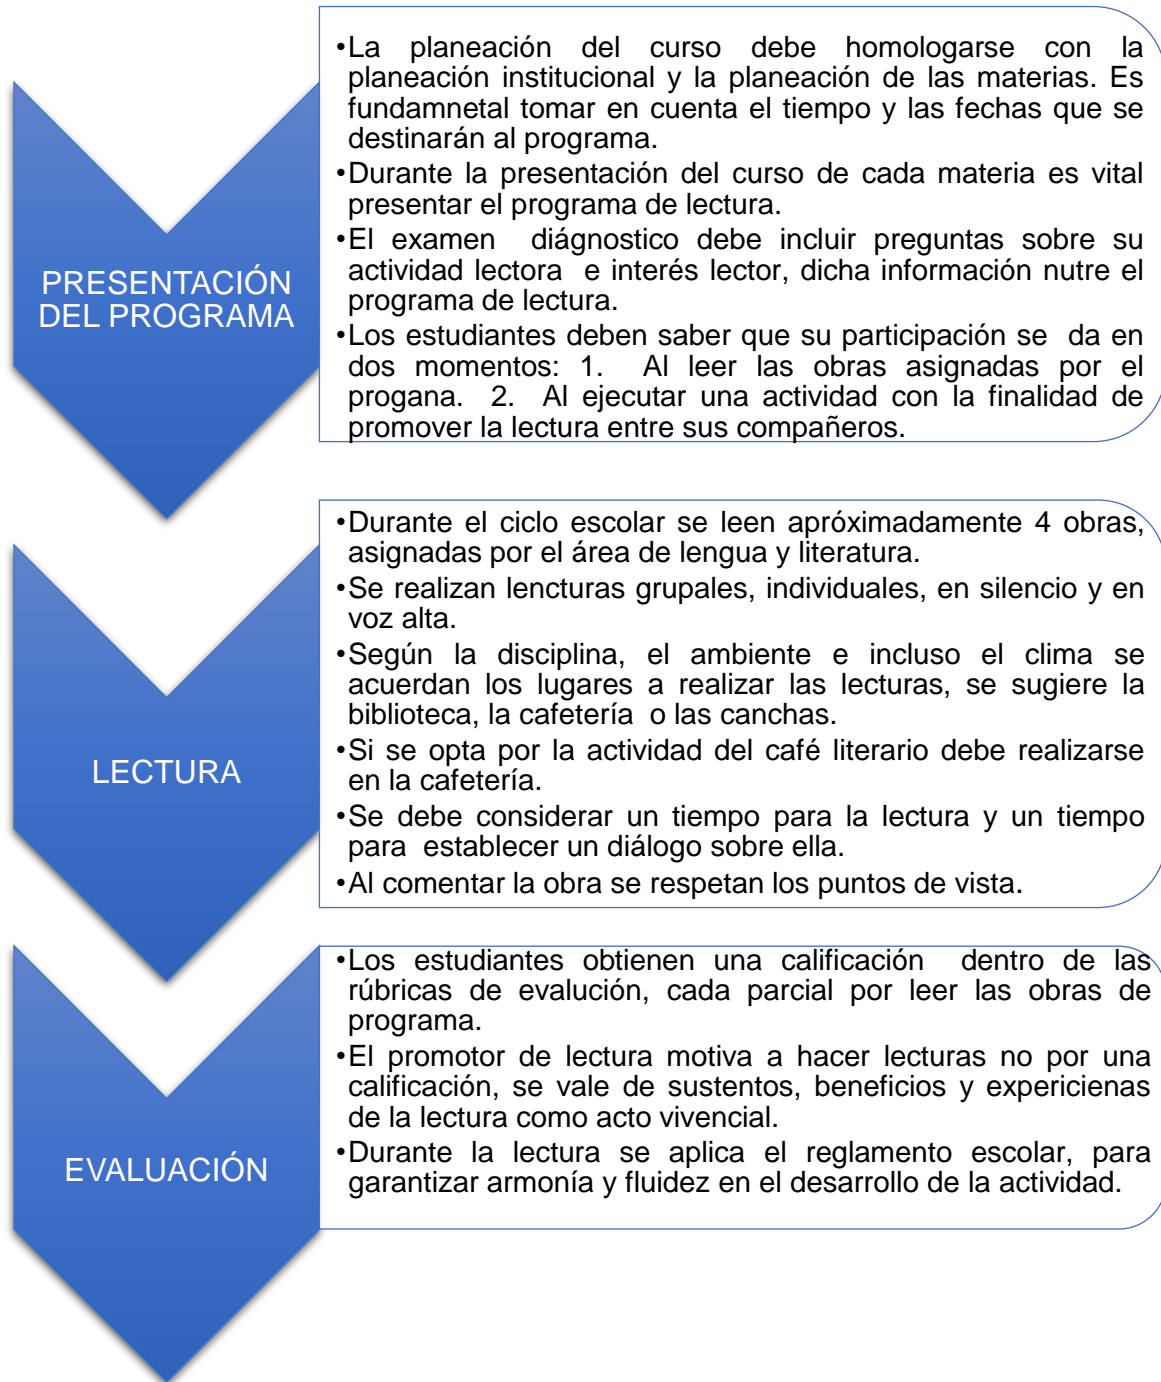 PRESENTACIÓN
DEL PROGRAMA
•La planeación del curso debe homologarse con la
planeación institucional y la planeación de las materias. Es
fundamnetal tomar en cuenta el tiempo y las fechas que se
destinarán al programa.
•Durante la presentación del curso de cada materia es vital
presentar el programa de lectura.
•El examen diágnostico debe incluir preguntas sobre su
actividad lectora e interés lector, dicha información nutre el
programa de lectura.
•Los estudiantes deben saber que su participación se da en
dos momentos: 1. Al leer las obras asignadas por el
progana. 2. Al ejecutar una actividad con la finalidad de
promover la lectura entre sus compañeros.
LECTURA
•Durante el ciclo escolar se leen apróximadamente 4 obras,
asignadas por el área de lengua y literatura.
•Se realizan lencturas grupales, individuales, en silencio y en
voz alta.
•Según la disciplina, el ambiente e incluso el clima se
acuerdan los lugares a realizar las lecturas, se sugiere la
biblioteca, la cafetería o las canchas.
•Si se opta por la actividad del café literario debe realizarse
en la cafetería.
•Se debe considerar un tiempo para la lectura y un tiempo
para establecer un diálogo sobre ella.
•Al comentar la obra se respetan los puntos de vista.
EVALUACIÓN
•Los estudiantes obtienen una calificación dentro de las
rúbricas de evalución, cada parcial por leer las obras de
programa.
•El promotor de lectura motiva a hacer lecturas no por una
calificación, se vale de sustentos, beneficios y expericienas
de la lectura como acto vivencial.
•Durante la lectura se aplica el reglamento escolar, para
garantizar armonía y fluidez en el desarrollo de la actividad.